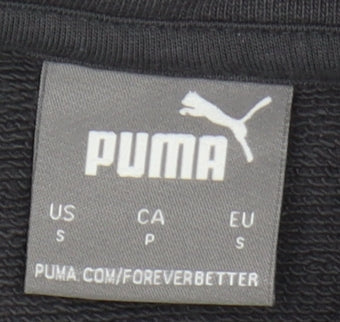 PUMA
US CA EU
S P S
PUMA.COM/FOREVERBETTER